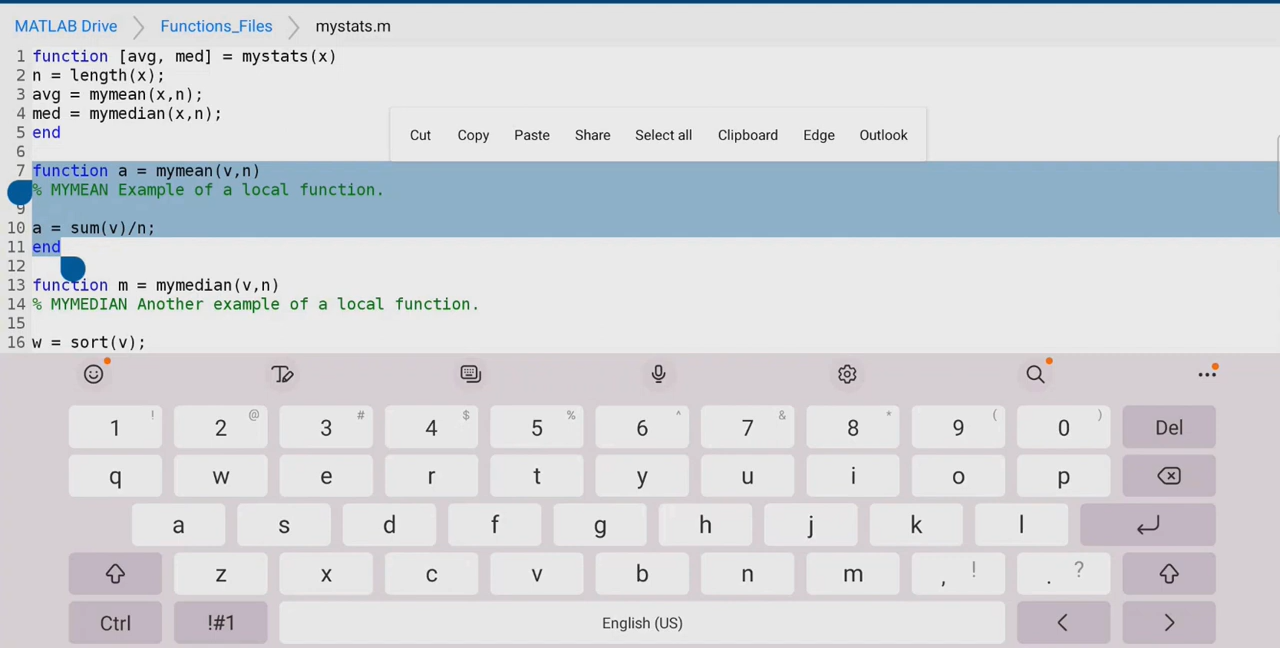 MATLAB Drive Functions_Files mystats.m
1 function [avg, med] = mystats(x)
2 n = length(x);
3 avg = mymean(x,n);
4 med = mymedian(x,n);
5 end
Cut Copy Paste Share Select all Clipboard Edge Outlook
6
7 function a = mymean(v,n)
% MYMEAN Example of a local function.
9
10 a = sum(v)/n;
11 end
12
13 function m = mymedian(v,n)
14 % MYMEDIAN Another example of a local function.
15
16 w = sort(v);
1 ! 2 @ 3 # 4 $ 5 % 6 ^ 7 & 8 * 9 ( 0 ) Del
q w e r t y u i o p
a s d f g h j k l
z x c v b n m , ! . ?
Ctrl !#1 English (US) < >